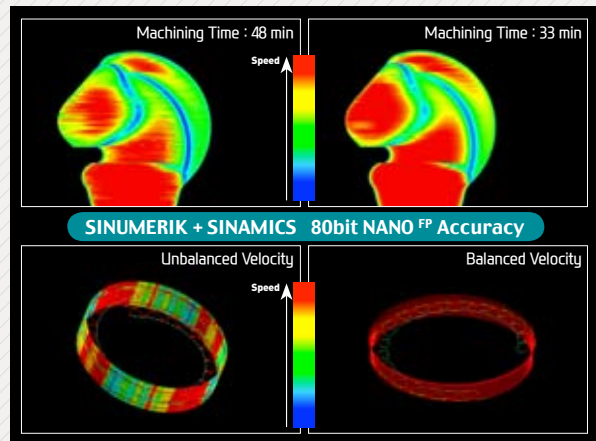 Machining Time : 48 min
Machining Time : 33 min
Speed
SINUMERIK + SINAMICS 80bit NANO FP Accuracy
Unbalanced Velocity
Balanced Velocity
Speed